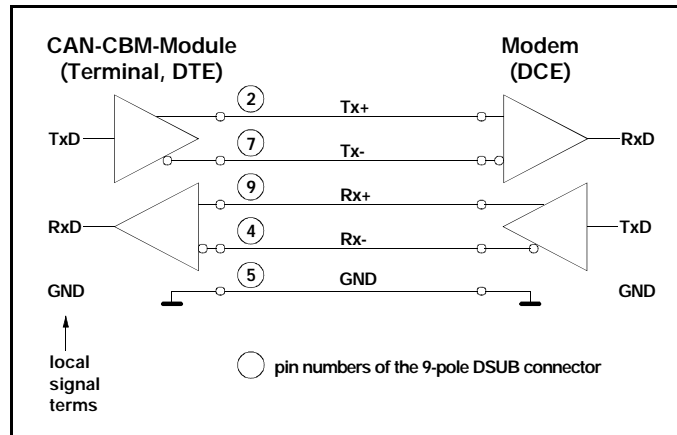 CAN-CBM-Module
(Terminal, DTE)
Modem
(DCE)
2
Tx+
TxD
RxD
7
Tx-
9
Rx+
RxD
TxD
4
Rx-
5
GND
GND
GND
local
signal
terms
pin numbers of the 9-pole DSUB connector